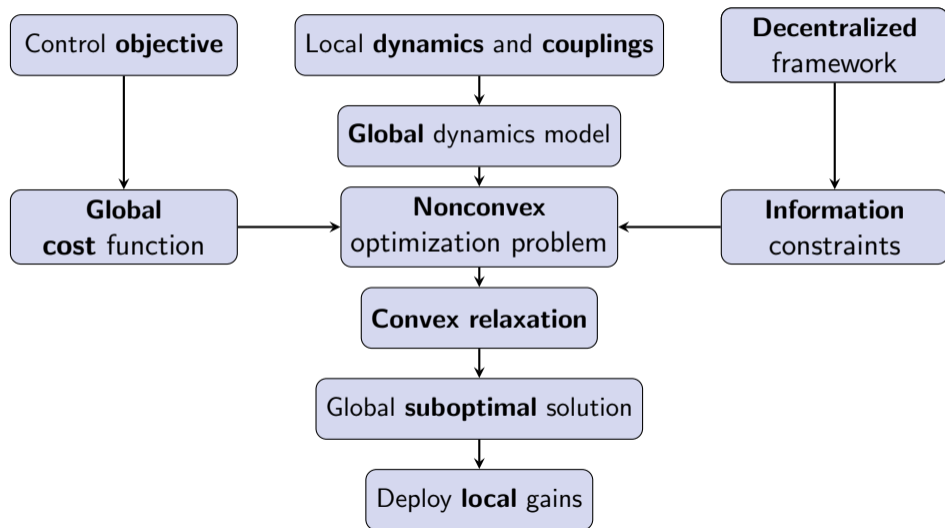 Control objective
Local dynamics and couplings
Decentralized
framework
Global dynamics model
Global
cost function
Nonconvex
optimization problem
Information
constraints
Convex relaxation
Global suboptimal solution
Deploy local gains